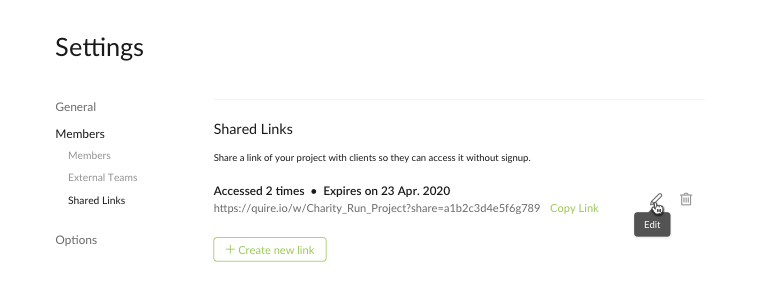 Settings
General
Members
Members
External Teams
Shared Links
Options
Shared Links
Share a link of your project with clients so they can access it without signup.
Accessed 2 times • Expires on 23 Apr. 2020
https://quire.io/w/Charity_Run_Project?share=a1b2c3d4e5f6g789 Copy Link
Edit
+ Create new link